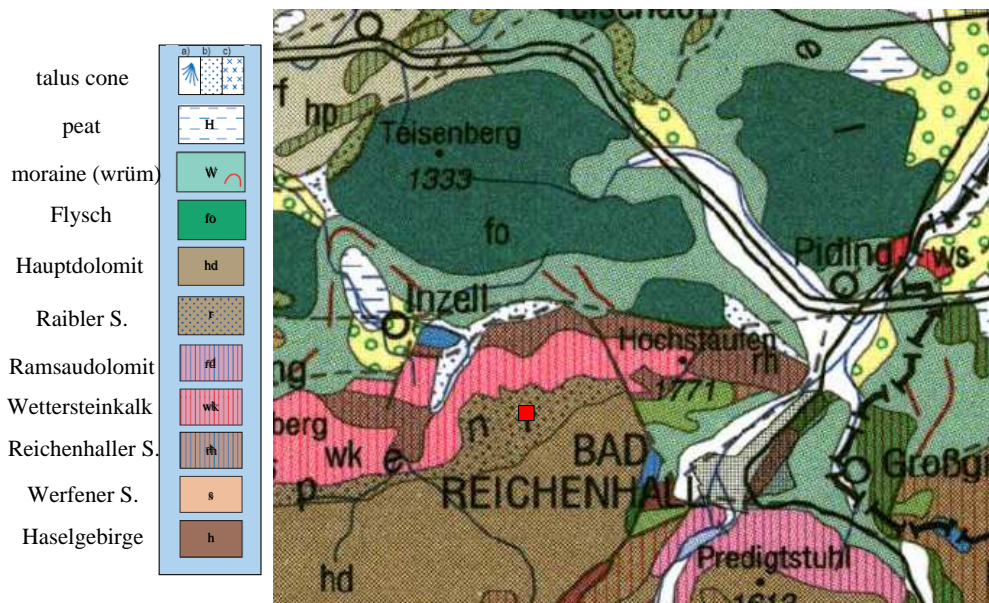 a) b) c)
talus cone
peat H
moraine (wrüm) W
Flysch fo
Hauptdolomit hd
Raibler S. r
Ramsaudolomit rd
Wettersteinkalk wk
Reichenhaller S. rh
Werfener S. s
Haselgebirge h
hp
Teisenberg
1333
fo
Piding
ws
Inzell
Hochstaufen
rh
1771
berg
wk
e
n
p
BAD
REICHENHALL
Großg
Predigtstuhl
1613
hd